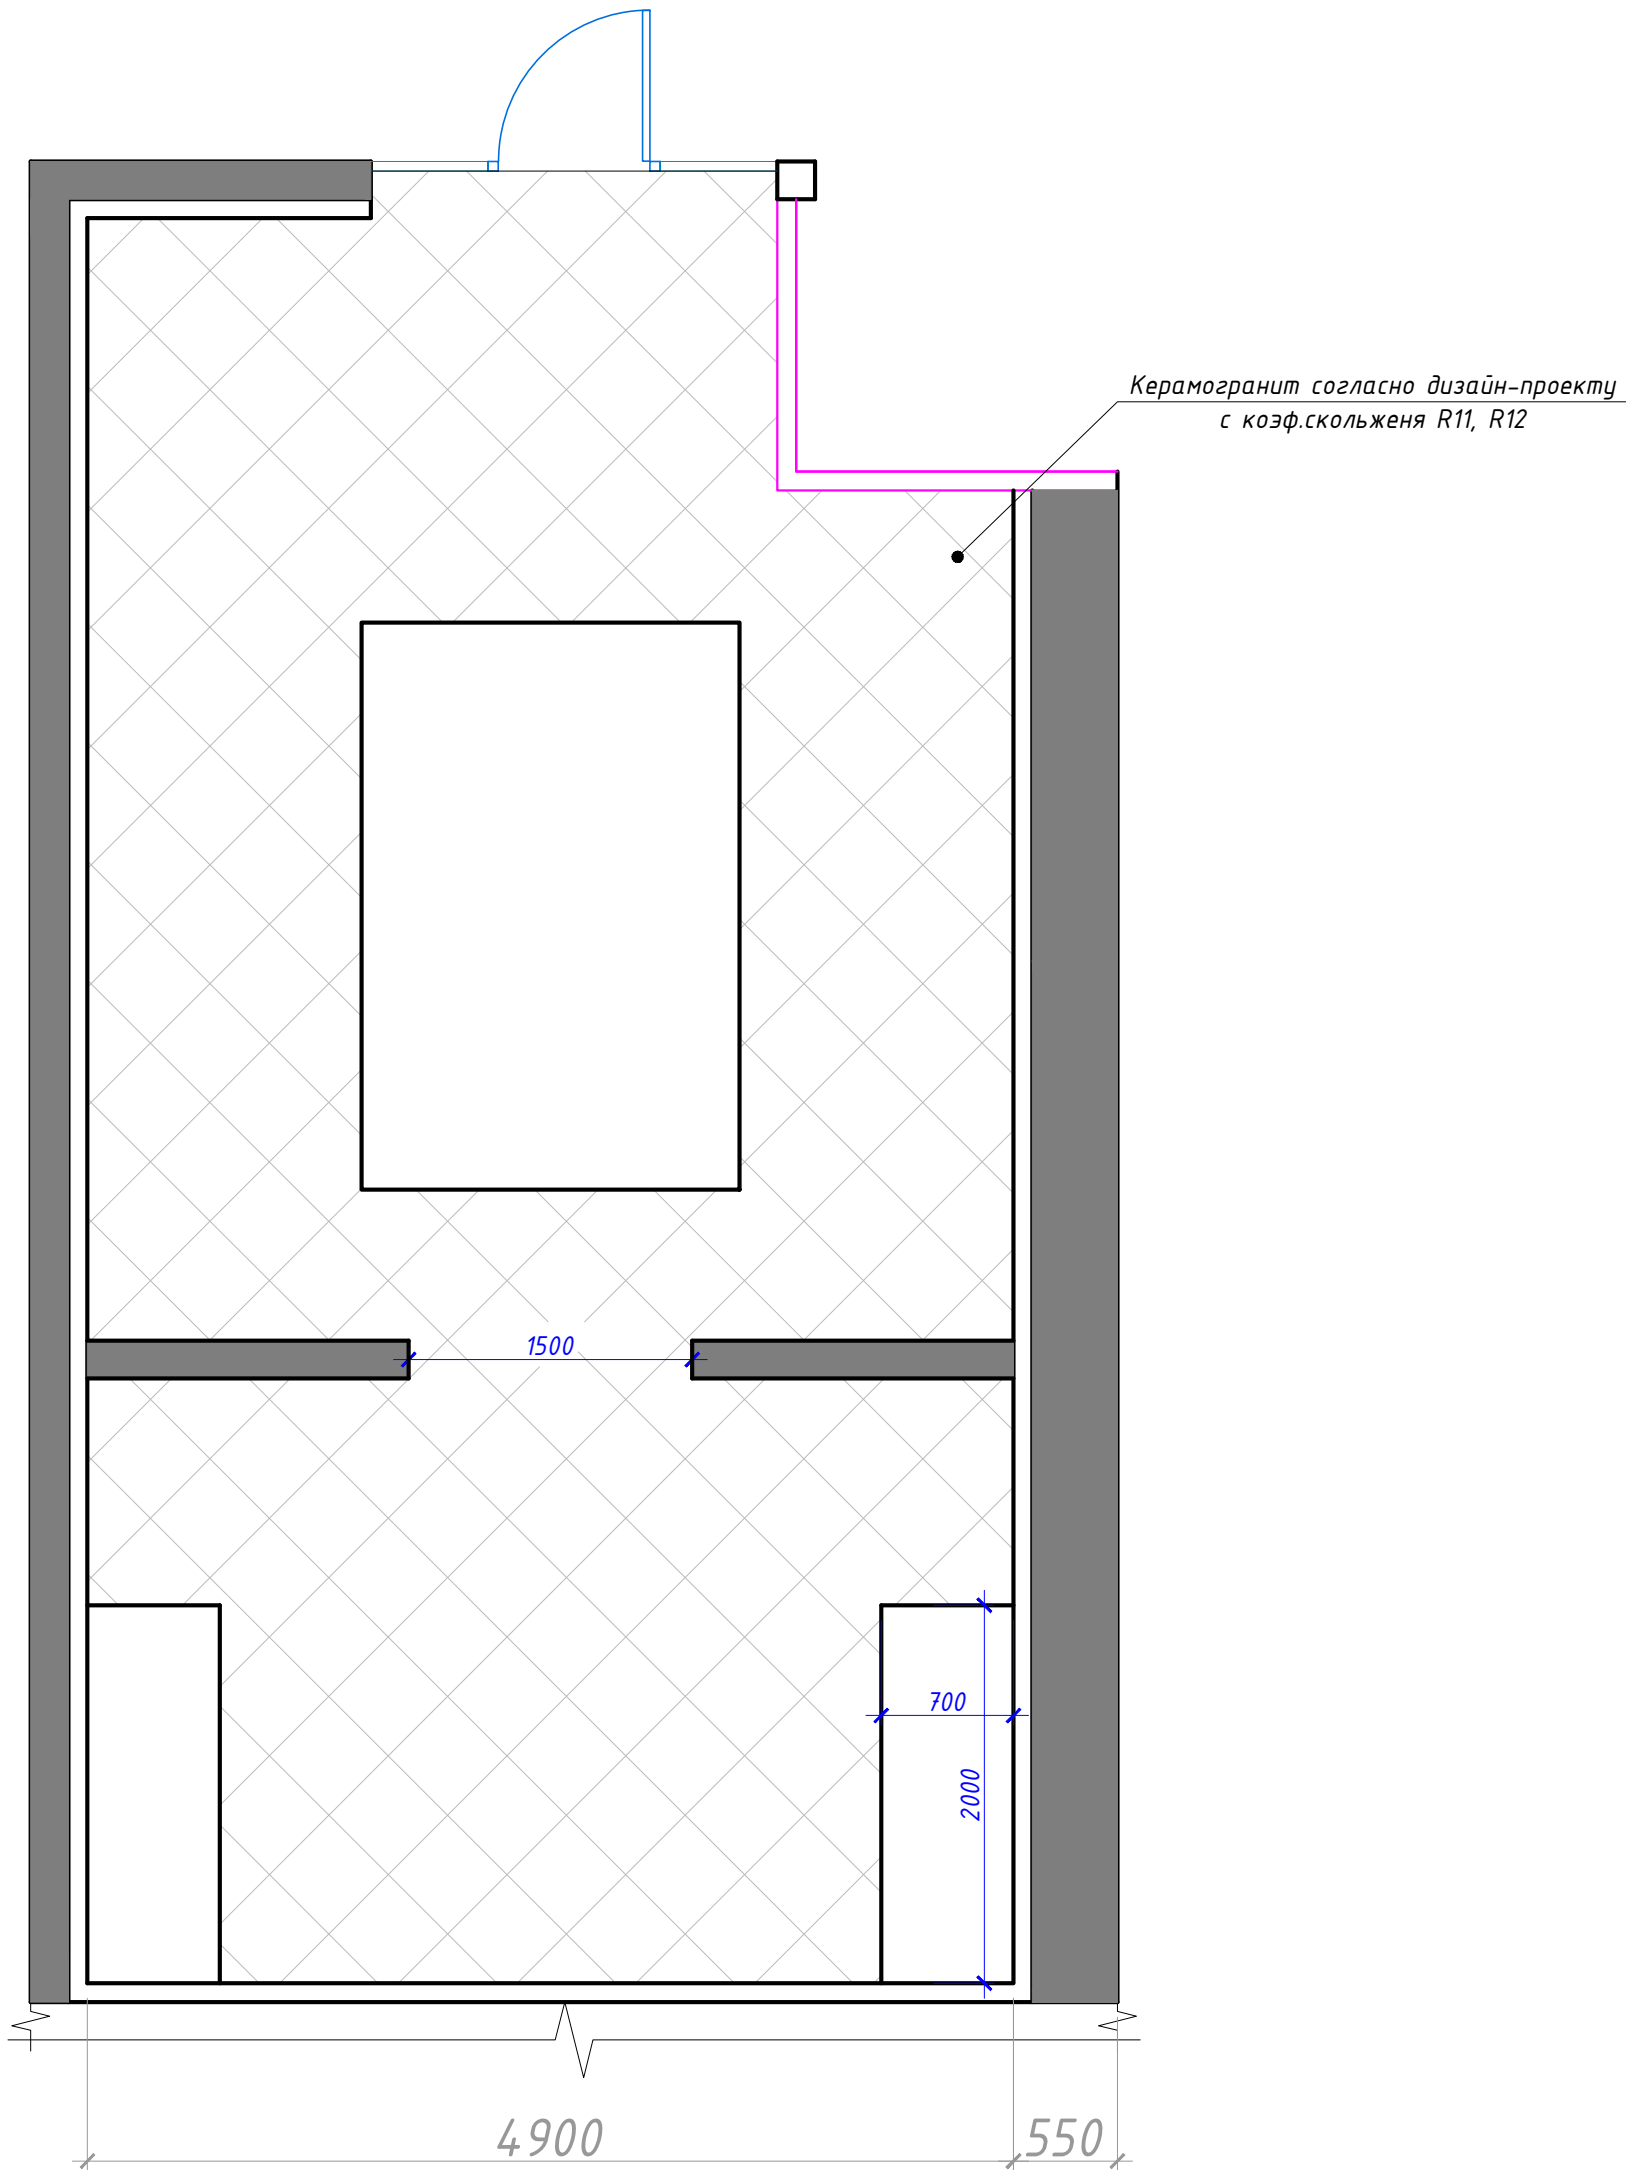 Керамогранит согласно дизайн-проекту
с коэф.скольженя R11, R12
1500
700
2000
4900
550